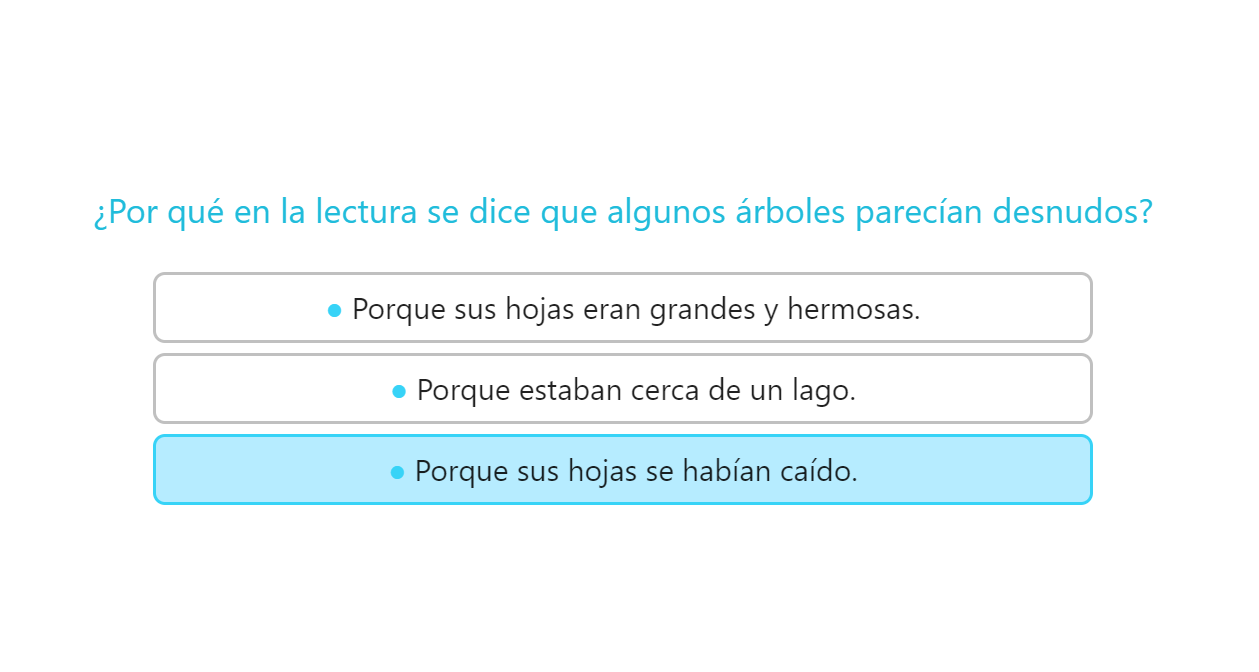 ¿Por qué en la lectura se dice que algunos árboles parecían desnudos?
● Porque sus hojas eran grandes y hermosas.
● Porque estaban cerca de un lago.
● Porque sus hojas se habían caído.